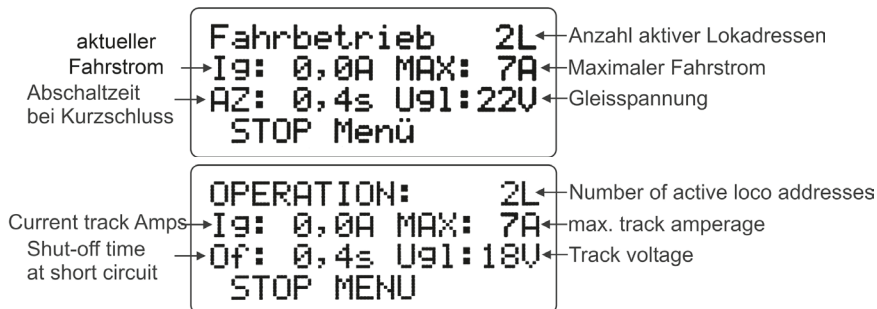 aktueller
Fahrstrom
Abschaltzeit
bei Kurzschluss
Fahrbetrieb 2L
Ig: 0,0A MAX: 7A
AZ: 0,4s Ugl:22V
STOP Menü
Anzahl aktiver Lokadressen
Maximaler Fahrstrom
Gleisspannung
Current track Amps
Shut-off time
at short circuit
OPERATION: 2L
Ig: 0,0A MAX: 7A
Of: 0,4s Ugl:18V
STOP MENU
Number of active loco addresses
max. track amperage
Track voltage